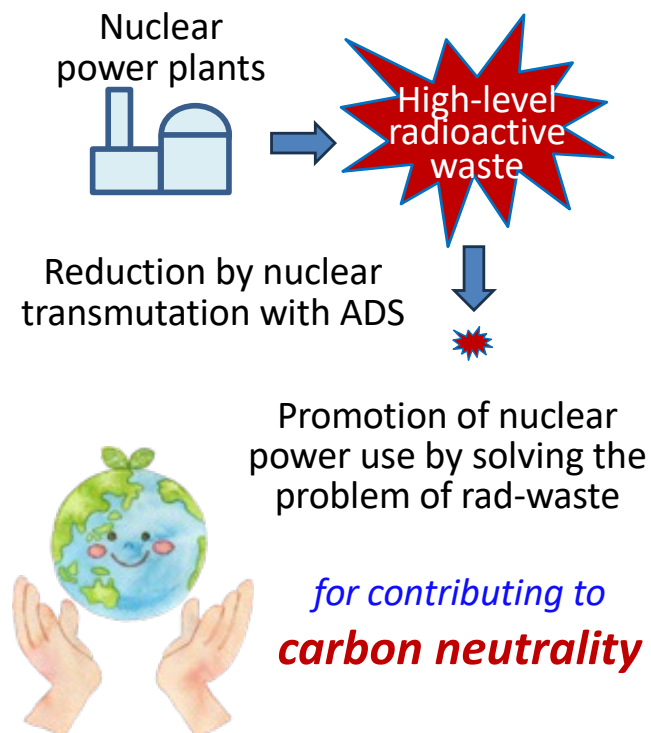 Nuclear
power plants
High-level
radioactive
waste
Reduction by nuclear
transmutation with ADS
Promotion of nuclear
power use by solving the
problem of rad-waste
for contributing to
carbon neutrality